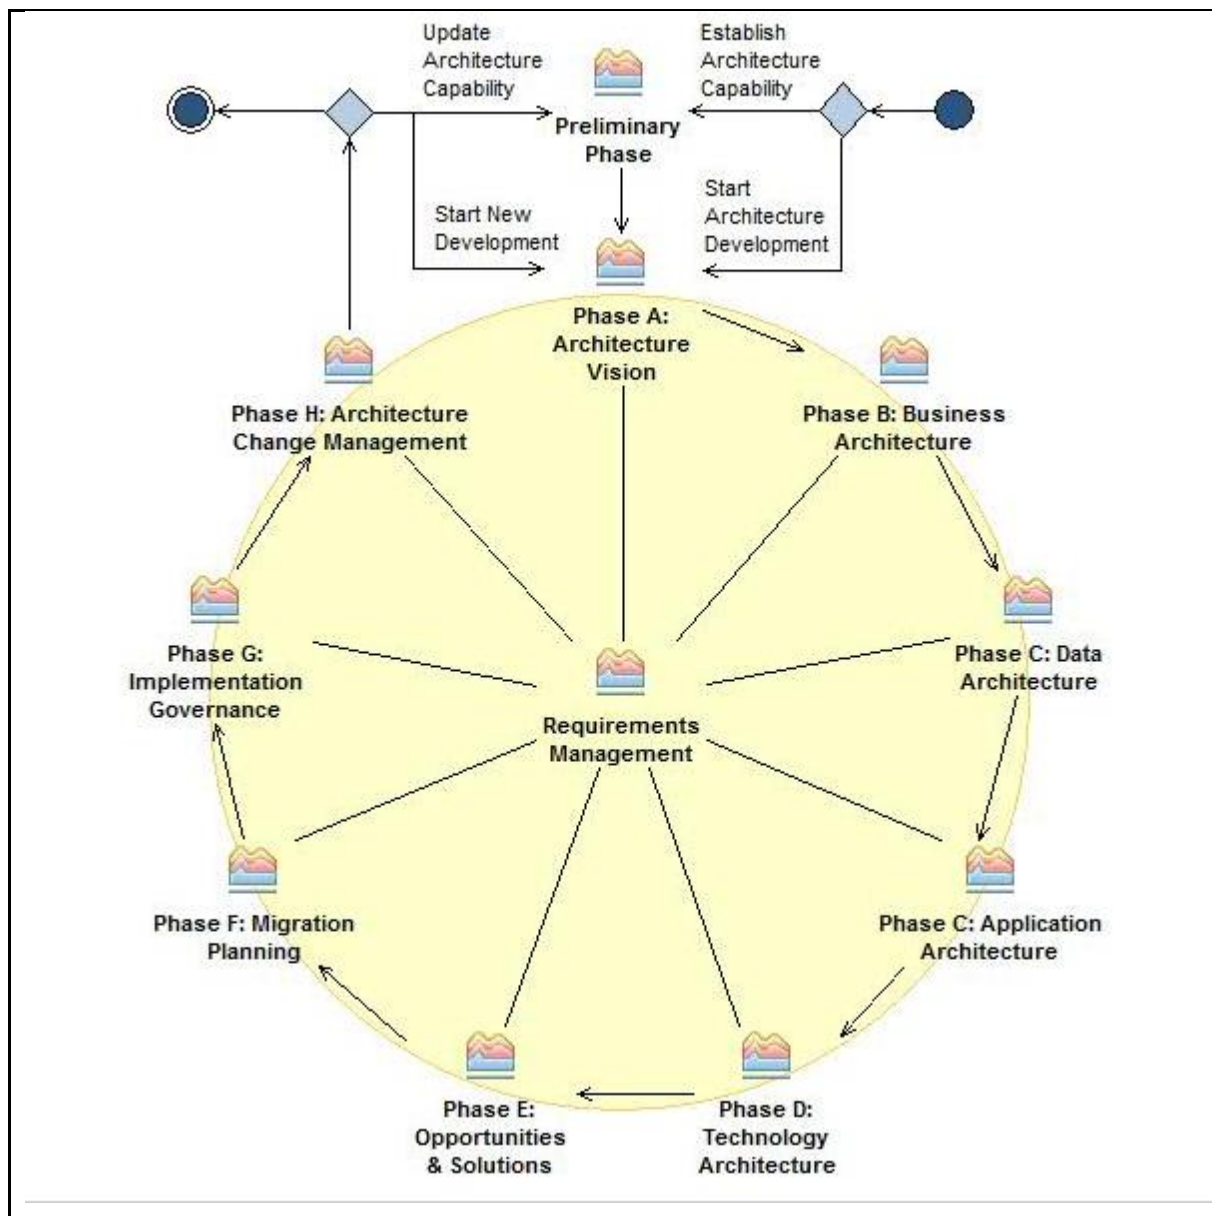 Update
Architecture
Capability
Establish
Architecture
Capability
Preliminary
Phase
Start New
Development
Start
Architecture
Development
Phase A:
Architecture
Vision
Phase H: Architecture
Change Management
Phase B: Business
Architecture
Phase G:
Implementation
Governance
Requirements
Management
Phase C: Data
Architecture
Phase F: Migration
Planning
Phase C: Application
Architecture
Phase E:
Opportunities
& Solutions
Phase D:
Technology
Architecture